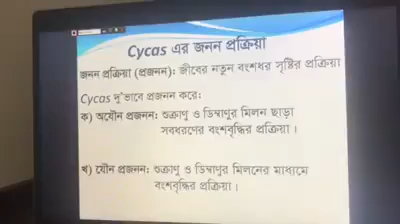 Cycas এর জনন প্রক্রিয়া
জনন প্রক্রিয়া (প্রজনন): জীবের নতুন বংশধর সৃষ্টির প্রক্রিয়া
Cycas দু'ভাবে প্রজনন করে:
ক) অযৌন প্রজনন: শুক্রাণু ও ডিম্বাণুর মিলন ছাড়া
সবধরণের বংশবৃদ্ধির প্রক্রিয়া ।
খ) যৌন প্রজনন: শুক্রাণু ও ডিম্বাণুর মিলনের মাধ্যমে
বংশবৃদ্ধির প্রক্রিয়া ।